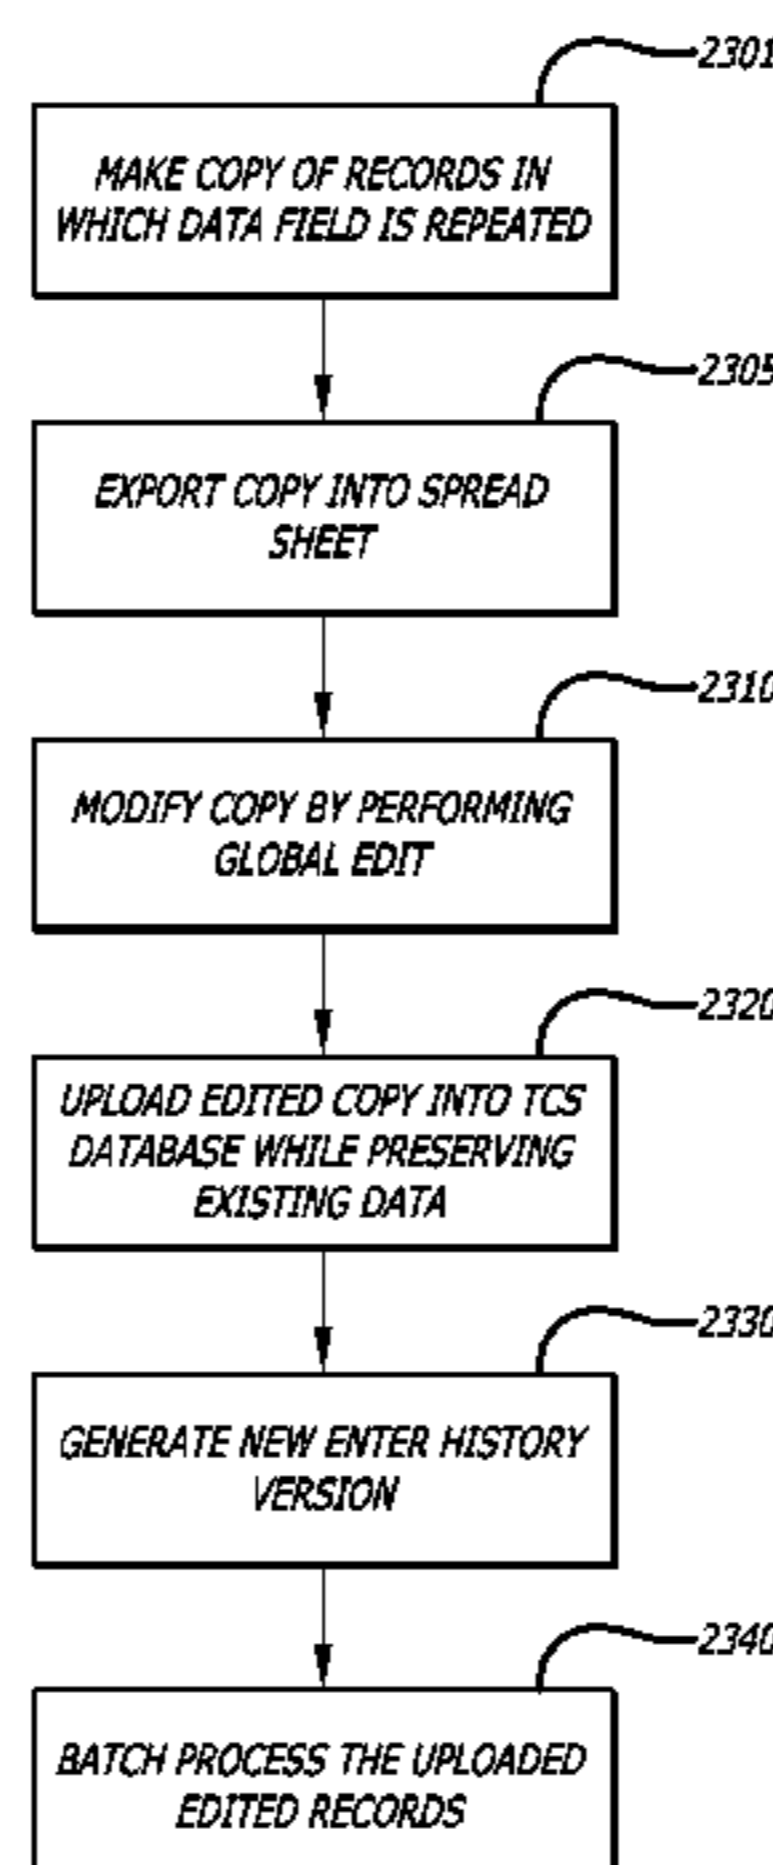 2301
MAKE COPY OF RECORDS IN
WHICH DATA FIELD IS REPEATED
2305
EXPORT COPY INTO SPREAD
SHEET
2310
MODIFY COPY BY PERFORMING
GLOBAL EDIT
2320
UPLOAD EDITED COPY INTO TCS
DATABASE WHILE PRESERVING
EXISTING DATA
2330
GENERATE NEW ENTER HISTORY
VERSION
2340
BATCH PROCESS THE UPLOADED
EDITED RECORDS